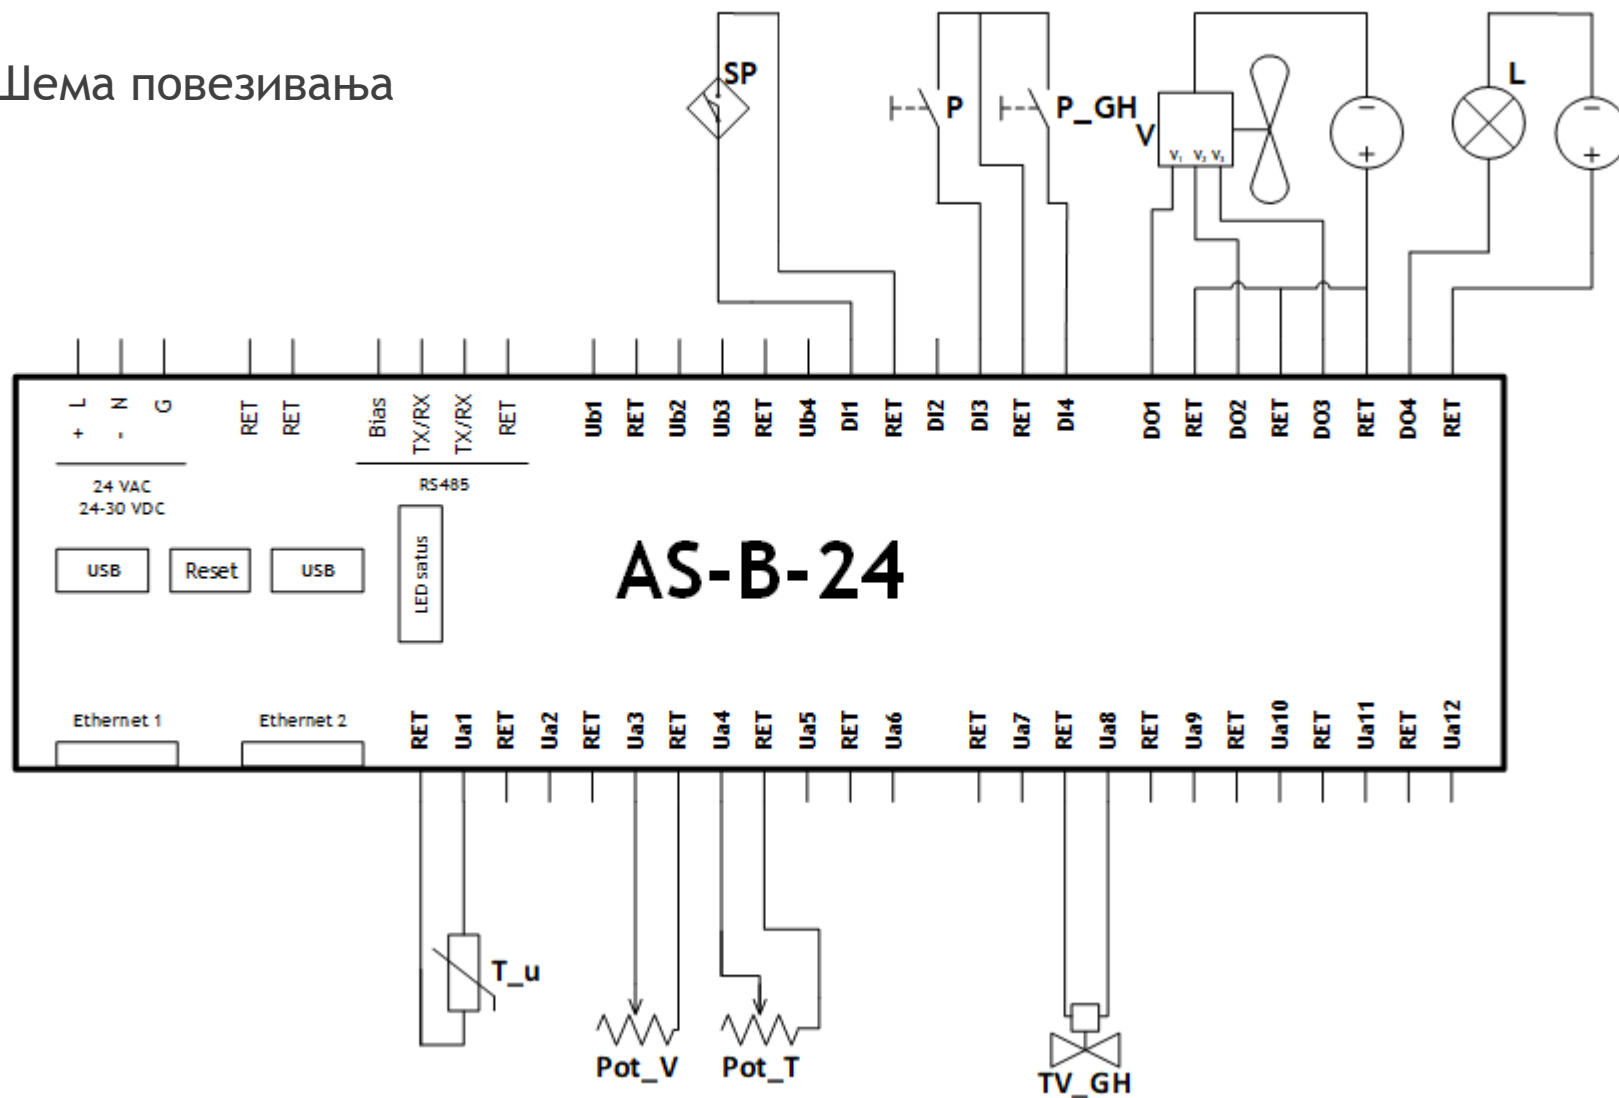 Шема повезивања
SP
P
P_GH
V
V₁ V₂ V₃
-
+
L
-
+
+ L
- N
G
RET
RET
Bias
TX/RX
TX/RX
RET
Ub1
RET
Ub2
Ub3
RET
Ub4
DI1
RET
DI2
DI3
RET
DI4
DO1
RET
DO2
RET
DO3
RET
DO4
RET
24 VAC
24-30 VDC
RS485
USB
Reset
USB
LED satus
AS-B-24
Ethernet 1
Ethernet 2
RET
Ua1
RET
Ua2
RET
Ua3
RET
Ua4
RET
Ua5
RET
Ua6
RET
Ua7
RET
Ua8
RET
Ua9
RET
Ua10
RET
Ua11
RET
Ua12
T_u
Pot_V
Pot_T
TV_GH